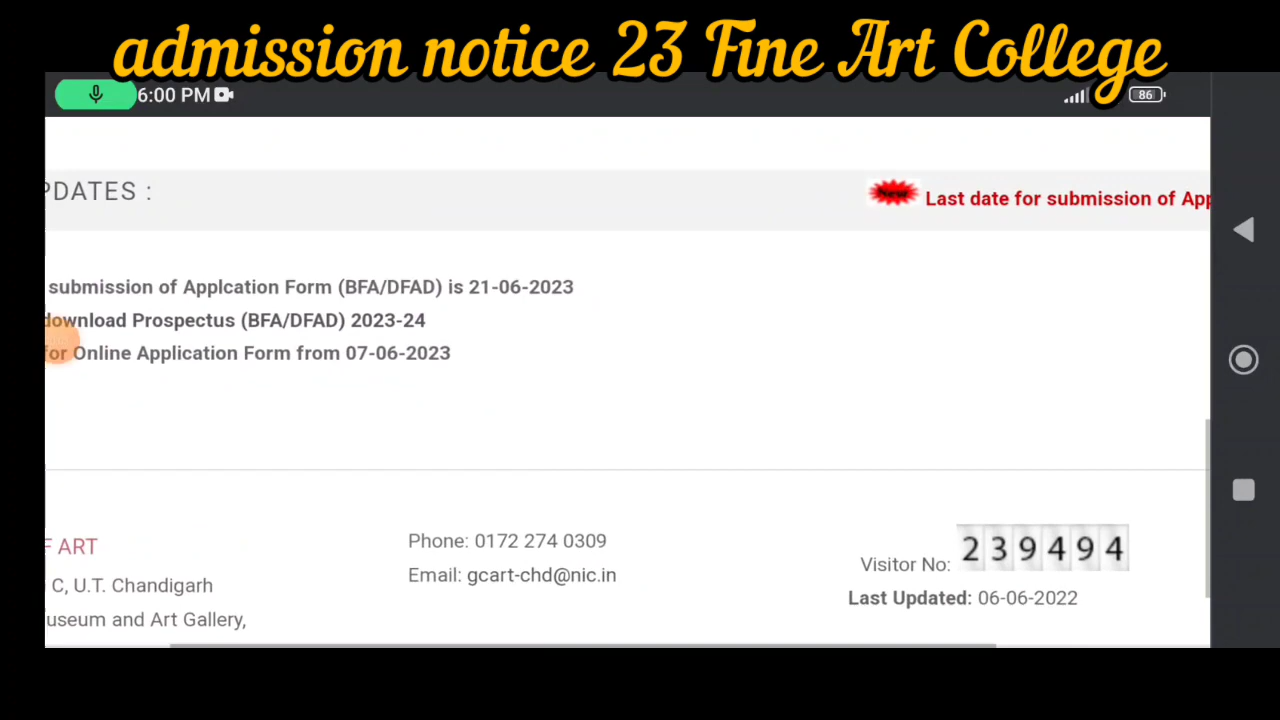 admission notice 23 Fine Art College
6:00 PM
86
PDATES :
New Last date for submission of App
submission of Applcation Form (BFA/DFAD) is 21-06-2023
download Prospectus (BFA/DFAD) 2023-24
for Online Application Form from 07-06-2023
F ART
C, U.T. Chandigarh
useum and Art Gallery,
Phone: 0172 274 0309
Email: gcart-chd@nic.in
Visitor No: 239494
Last Updated: 06-06-2022